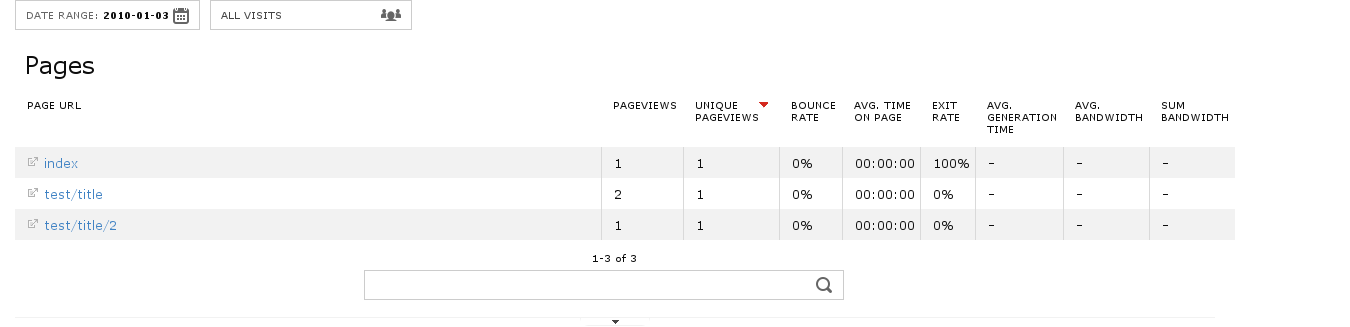 DATE RANGE: 2010-01-03 ALL VISITS
Pages
PAGE URL PAGEVIEWS UNIQUE PAGEVIEWS BOUNCE RATE AVG. TIME ON PAGE EXIT RATE AVG. GENERATION TIME AVG. BANDWIDTH SUM BANDWIDTH
index 1 1 0% 00:00:00 100% - - -
test/title 2 1 0% 00:00:00 0% - - -
test/title/2 1 1 0% 00:00:00 0% - - -
1-3 of 3